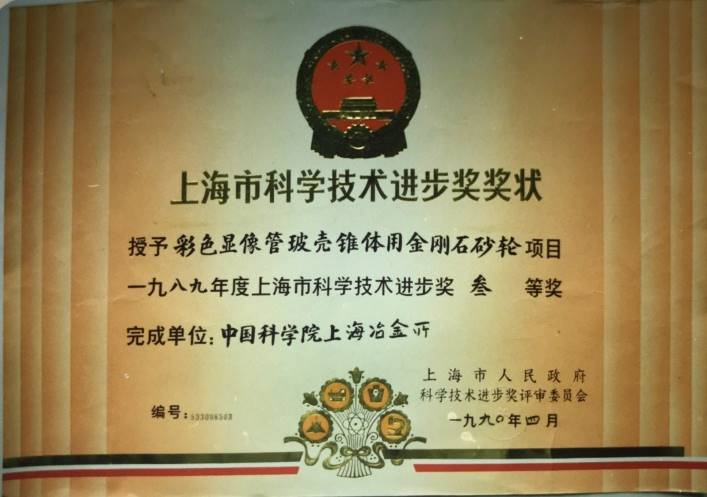 上海市科学技术进步奖奖状
授予彩色显像管玻壳锥体用金刚石砂轮项目
一九八九年度上海市科学技术进步奖 叁 等奖
完成单位：中国科学院上海冶金所
上海市人民政府
科学技术进步奖评审委员会
一九九〇年四月
编号：